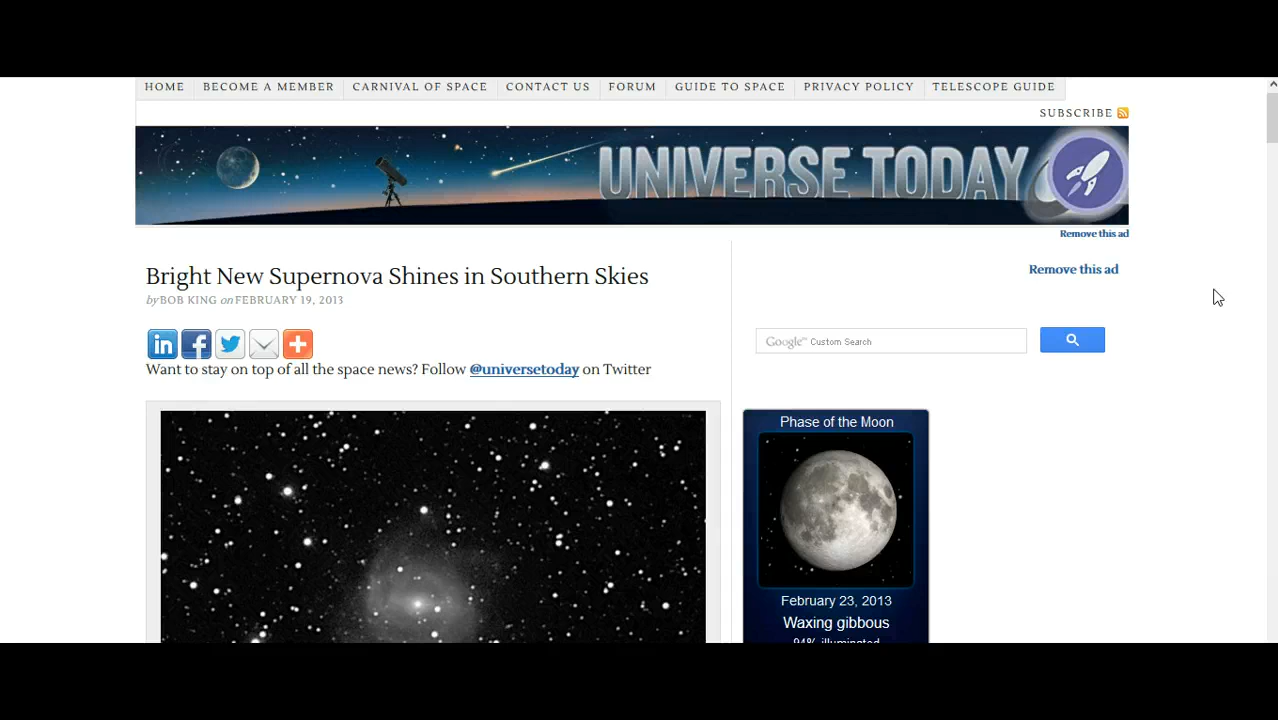 HOME BECOME A MEMBER CARNIVAL OF SPACE CONTACT US FORUM GUIDE TO SPACE PRIVACY POLICY TELESCOPE GUIDE
SUBSCRIBE
UNIVERSE TODAY
Remove this ad
Bright New Supernova Shines in Southern Skies
by BOB KING on FEBRUARY 19, 2013
Want to stay on top of all the space news? Follow @universetoday on Twitter
Remove this ad
Google™ Custom Search
Phase of the Moon
February 23, 2013
Waxing gibbous
94% illuminated